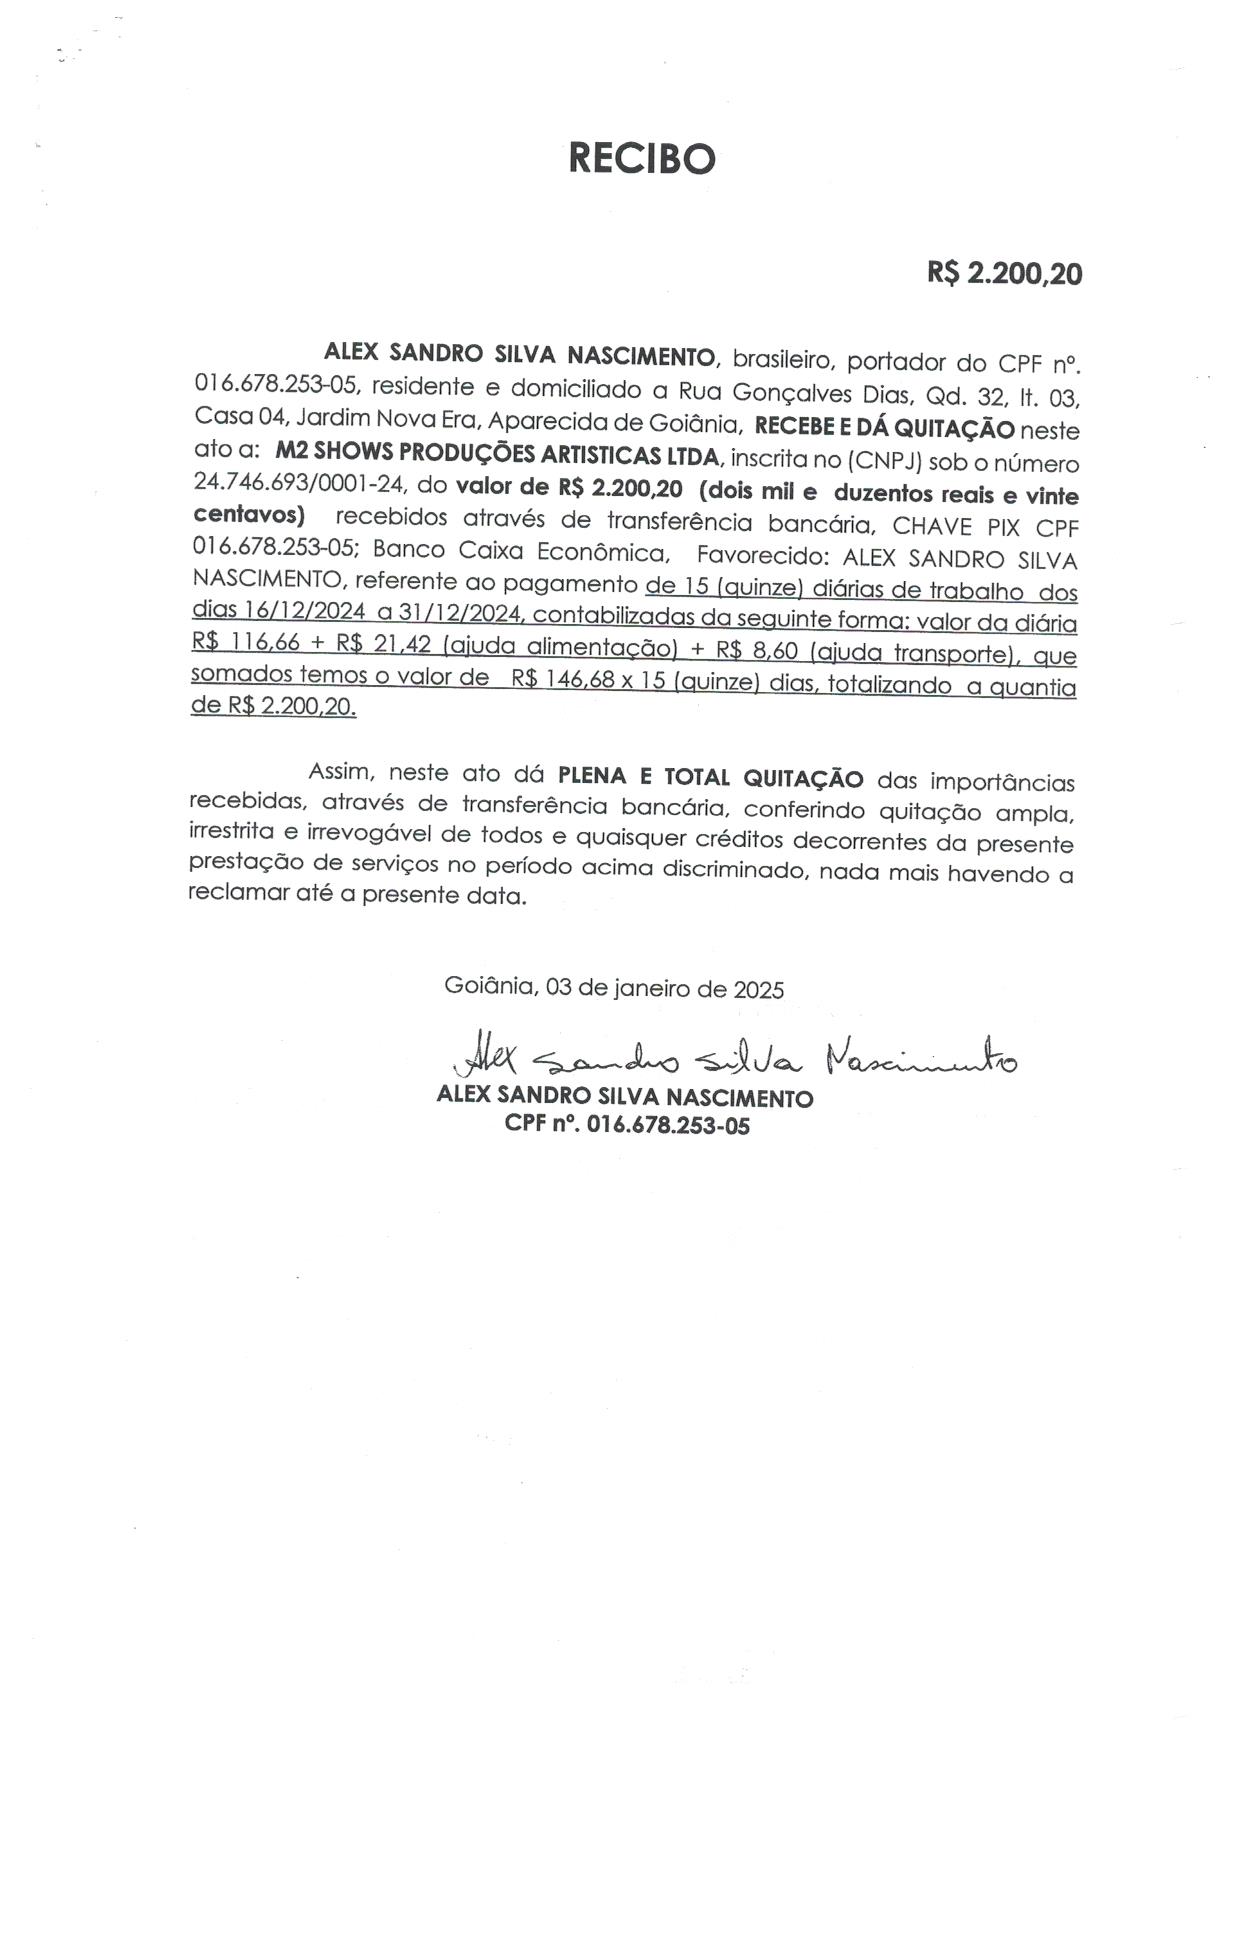 RECIBO
R$ 2.200,20
ALEX SANDRO SILVA NASCIMENTO, brasileiro, portador do CPF nº.
016.678.253-05, residente e domiciliado a Rua Gonçalves Dias, Qd. 32, lt. 03,
Casa 04, Jardim Nova Era, Aparecida de Goiânia, RECEBE E DÁ QUITAÇÃO neste
ato a: M2 SHOWS PRODUÇÕES ARTISTICAS LTDA, inscrita no (CNPJ) sob o número
24.746.693/0001-24, do valor de R$ 2.200,20 (dois mil e duzentos reais e vinte
centavos) recebidos através de transferência bancária, CHAVE PIX CPF
016.678.253-05; Banco Caixa Econômica, Favorecido: ALEX SANDRO SILVA
NASCIMENTO, referente ao pagamento de 15 (quinze) diárias de trabalho dos
dias 16/12/2024 a 31/12/2024, contabilizadas da seguinte forma: valor da diária
R$ 116,66 + R$ 21,42 (ajuda alimentação) + R$ 8,60 (ajuda transporte), que
somados temos o valor de R$ 146,68 x 15 (quinze) dias, totalizando a quantia
de R$ 2.200,20.
Assim, neste ato dá PLENA E TOTAL QUITAÇÃO das importâncias
recebidas, através de transferência bancária, conferindo quitação ampla,
irrestrita e irrevogável de todos e quaisquer créditos decorrentes da presente
prestação de serviços no período acima discriminado, nada mais havendo a
reclamar até a presente data.
Goiânia, 03 de janeiro de 2025
Alex Sandro Silva Nascimento
ALEX SANDRO SILVA NASCIMENTO
CPF nº. 016.678.253-05